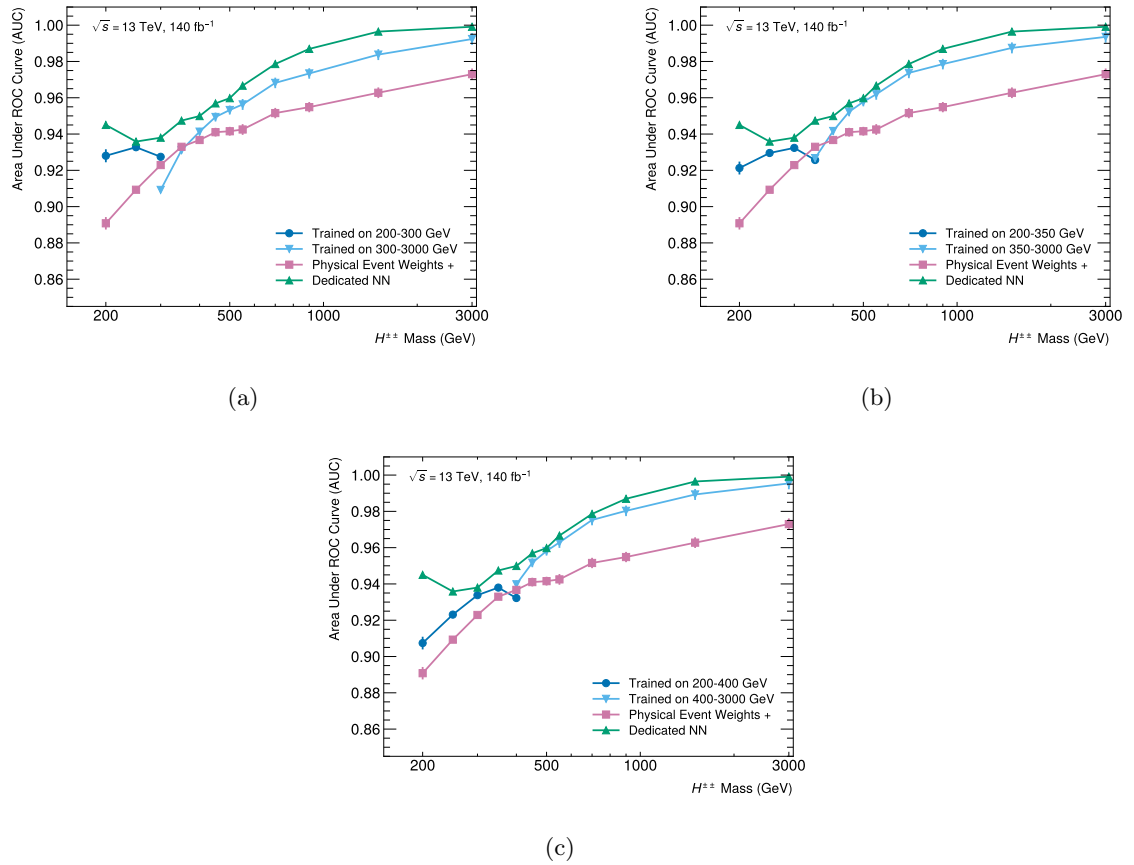 √s = 13 TeV, 140 fb⁻¹
Area Under ROC Curve (AUC)
1.00
0.98
0.96
0.94
0.92
0.90
0.88
0.86
Trained on 200-300 GeV
Trained on 300-3000 GeV
Physical Event Weights +
Dedicated NN
200 500 1000 3000
H±± Mass (GeV)
(a)
√s = 13 TeV, 140 fb⁻¹
Area Under ROC Curve (AUC)
1.00
0.98
0.96
0.94
0.92
0.90
0.88
0.86
Trained on 200-350 GeV
Trained on 350-3000 GeV
Physical Event Weights +
Dedicated NN
200 500 1000 3000
H±± Mass (GeV)
(b)
√s = 13 TeV, 140 fb⁻¹
Area Under ROC Curve (AUC)
1.00
0.98
0.96
0.94
0.92
0.90
0.88
0.86
Trained on 200-400 GeV
Trained on 400-3000 GeV
Physical Event Weights +
Dedicated NN
200 500 1000 3000
H±± Mass (GeV)
(c)